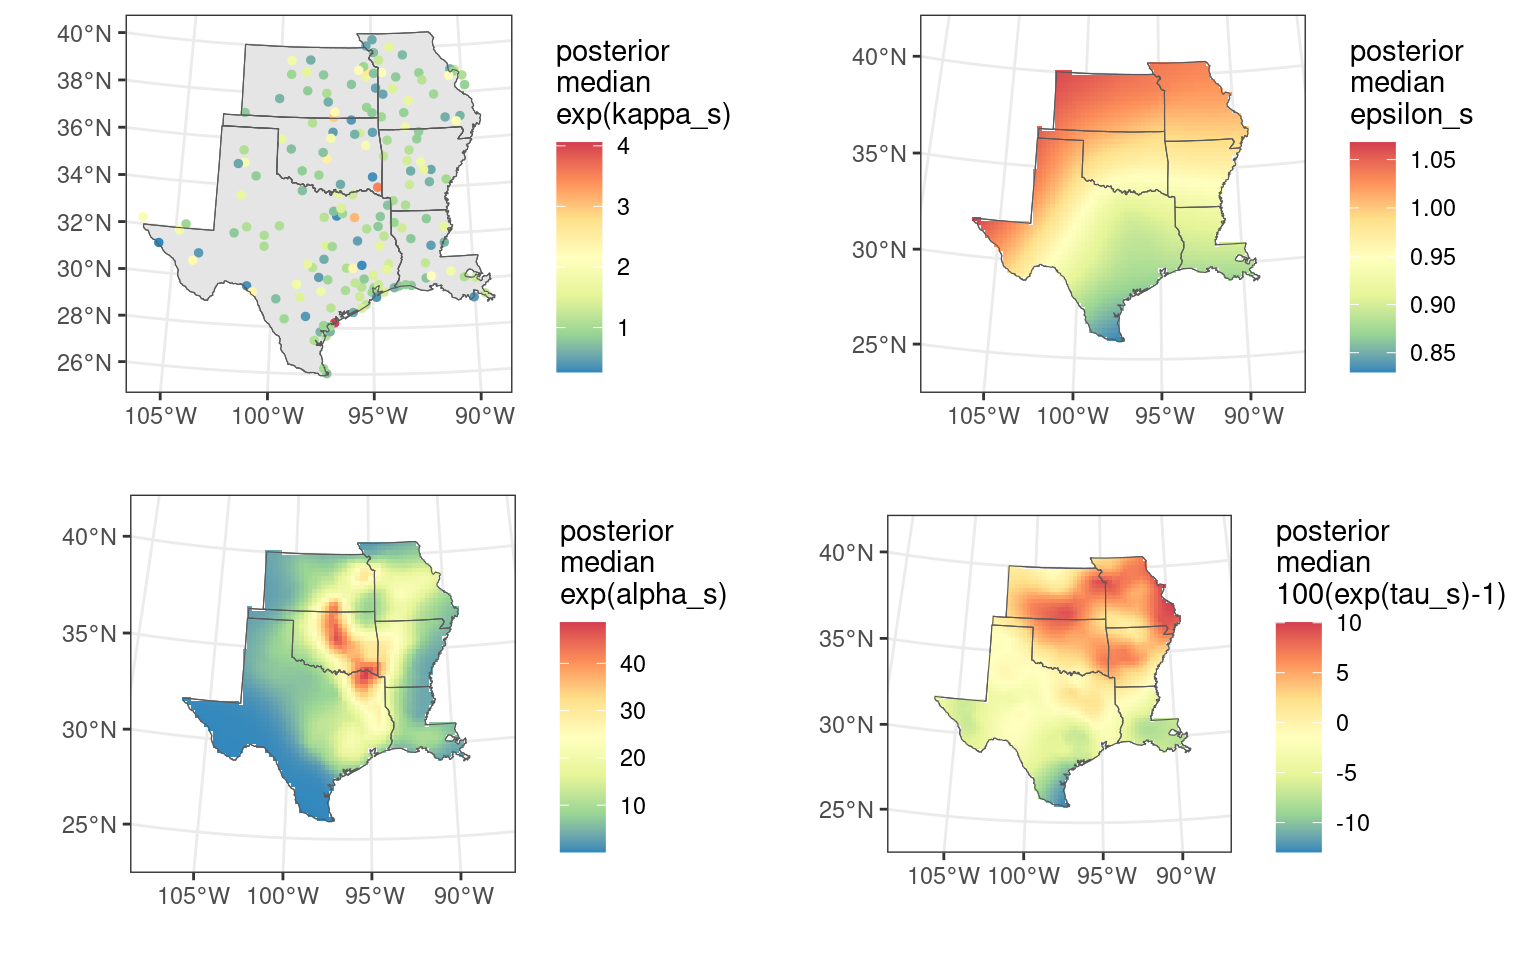 posterior
median
exp(kappa_s)
4
3
2
1
40°N
38°N
36°N
34°N
32°N
30°N
28°N
26°N
105°W 100°W 95°W 90°W
posterior
median
epsilon_s
1.05
1.00
0.95
0.90
0.85
40°N
35°N
30°N
25°N
105°W 100°W 95°W 90°W
posterior
median
exp(alpha_s)
40
30
20
10
40°N
35°N
30°N
25°N
105°W 100°W 95°W 90°W
posterior
median
100(exp(tau_s)-1)
10
5
0
-5
-10
40°N
35°N
30°N
25°N
105°W 100°W 95°W 90°W